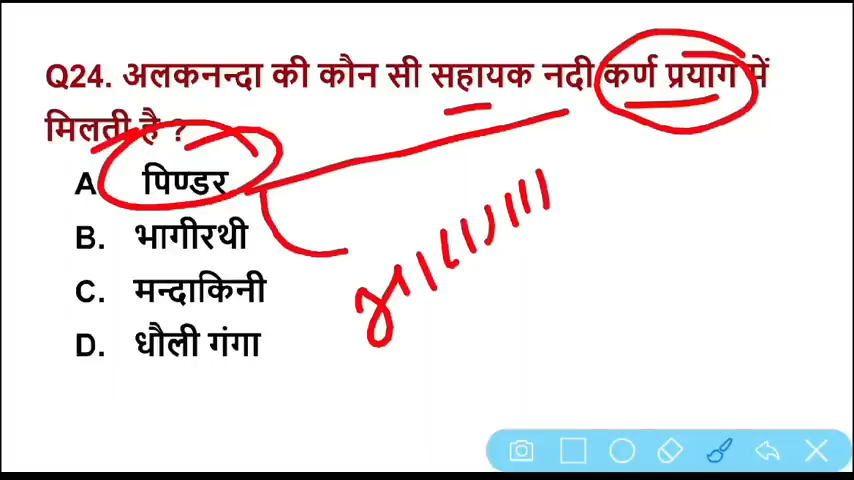 Q24. अलकनन्दा की कौन सी सहायक नदी कर्ण प्रयाग में
मिलती है ?
A. पिण्डर
B. भागीरथी
C. मन्दाकिनी
D. धौली गंगा